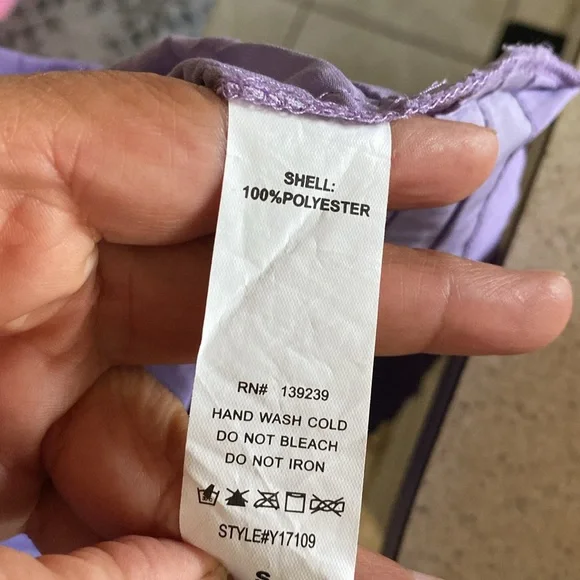 SHELL:
100%POLYESTER
RN# 139239
HAND WASH COLD
DO NOT BLEACH
DO NOT IRON
STYLE#Y17109
S